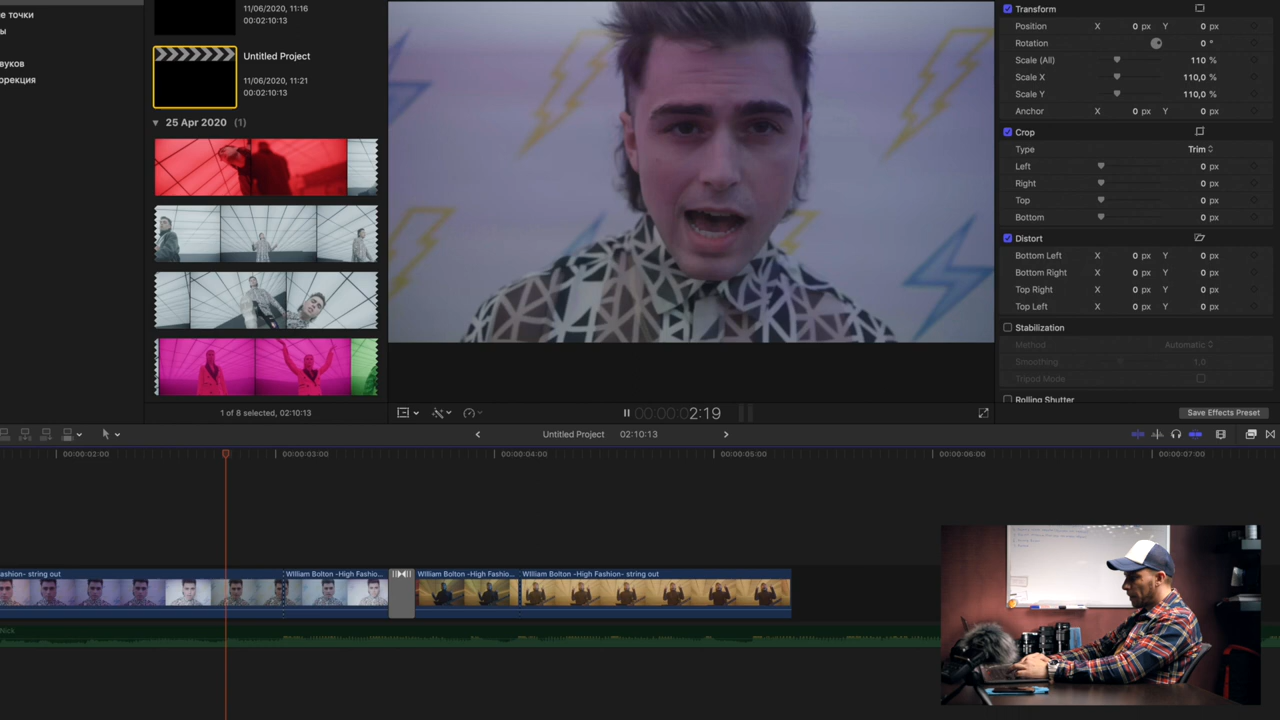 е точки
ы
вуков
ррекция
11/06/2020, 11:16
00:02:10:13
Untitled Project
11/06/2020, 11:21
00:02:10:13
25 Apr 2020 (1)
1 of 8 selected, 02:10:13
00:00:00:02:19
Transform
Position X 0 px Y 0 px
Rotation 0 °
Scale (All) 110 %
Scale X 110,0 %
Scale Y 110,0 %
Anchor X 0 px Y 0 px
Crop
Type Trim
Left 0 px
Right 0 px
Top 0 px
Bottom 0 px
Distort
Bottom Left X 0 px Y 0 px
Bottom Right X 0 px Y 0 px
Top Right X 0 px Y 0 px
Top Left X 0 px Y 0 px
Stabilization
Method Automatic
Smoothing 1,0
Tripod Mode
Rolling Shutter
Save Effects Preset
Untitled Project 02:10:13
00:00:02:00 00:00:03:00 00:00:04:00 00:00:05:00 00:00:06:00 00:00:07:00
ashion- string out
William Bolton -High Fashio...
William Bolton -High Fashio...
William Bolton -High Fashion- string out
Nick